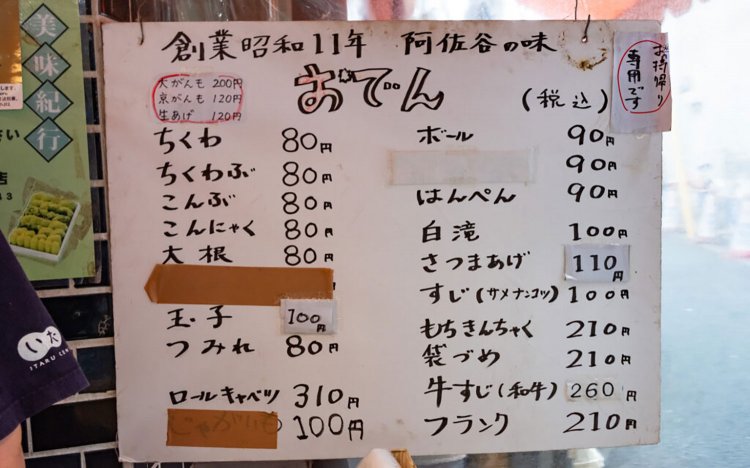 美味紀行
創業昭和11年 阿佐谷の味
お持帰り
専用です
おでん
(税込)
大がんも 200円
京がんも 120円
生あげ 120円
ちくわ 80円
ちくわぶ 80円
こんぶ 80円
こんにゃく 80円
大根 80円
玉子 100円
つみれ 80円
ロールキャベツ 310円
じゃがいも 100円
ボール 90円
90円
はんぺん 90円
白滝 100円
さつまあげ 110円
すじ(サメナンコツ) 100円
もちきんちゃく 210円
袋づめ 210円
牛すじ(和牛) 260円
フランク 210円
ITARU